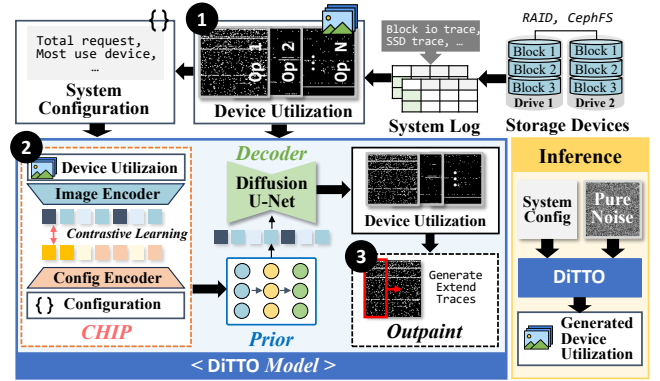 1
{ }
Total request,
Most use device,
...
System
Configuration
Op 1
Op 2
Op N
Device Utilization
Block io trace,
SSD trace, ...
System Log
RAID, CephFS
Block 1
Block 2
Block 3
Drive 1
Block 1
Block 2
Block 3
Drive 2
Storage Devices
2
Device Utilizaion
Image Encoder
Contrastive Learning
Config Encoder
{ } Configuration
CHIP
Decoder
Diffusion
U-Net
Prior
Device Utilization
3
Generate
Extend
Traces
Outpaint
< DiTTO Model >
Inference
System
Config
Pure
Noise
DiTTO
Generated
Device
Utilization